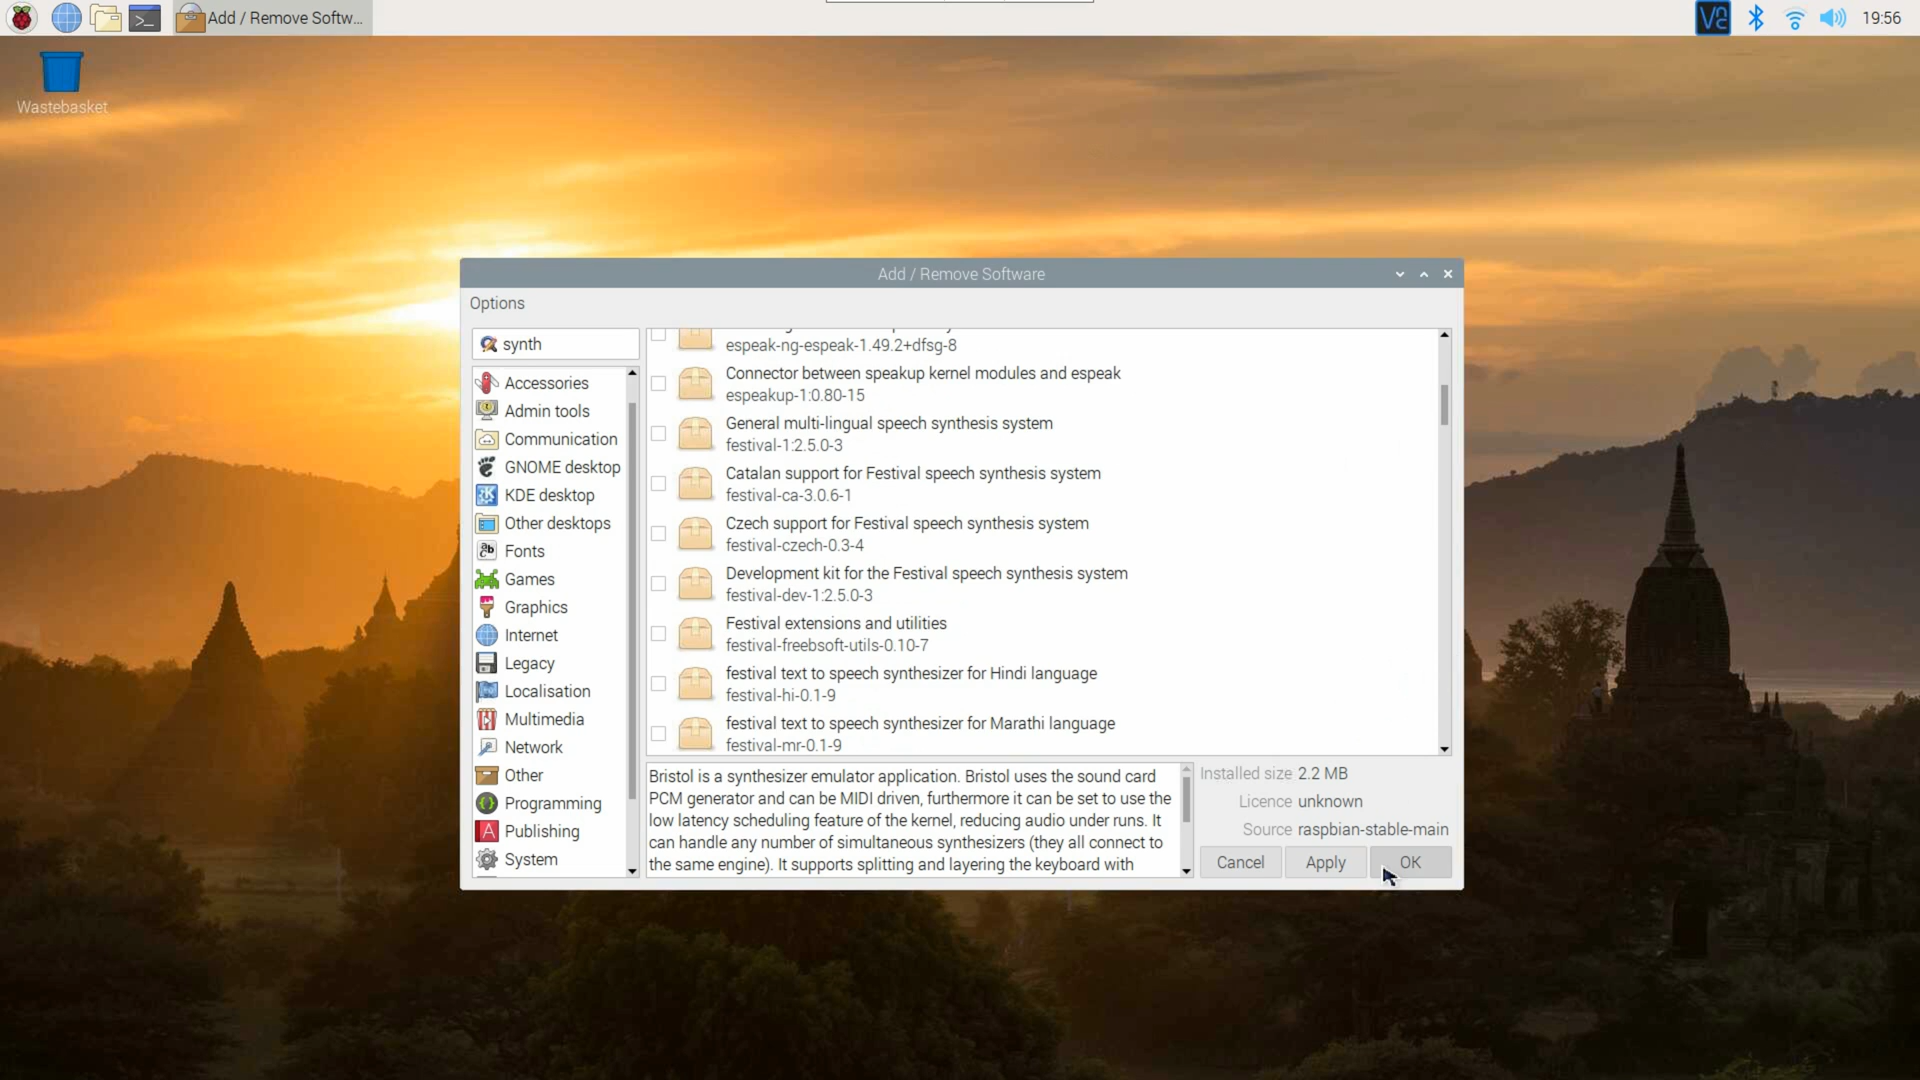 Add / Remove Softw...
19:56
Wastebasket
Add / Remove Software
Options
synth
Accessories
Admin tools
Communication
GNOME desktop
KDE desktop
Other desktops
Fonts
Games
Graphics
Internet
Legacy
Localisation
Multimedia
Network
Other
Programming
Publishing
System
espeak-ng-espeak-1.49.2+dfsg-8
Connector between speakup kernel modules and espeak
espeakup-1:0.80-15
General multi-lingual speech synthesis system
festival-1:2.5.0-3
Catalan support for Festival speech synthesis system
festival-ca-3.0.6-1
Czech support for Festival speech synthesis system
festival-czech-0.3-4
Development kit for the Festival speech synthesis system
festival-dev-1:2.5.0-3
Festival extensions and utilities
festival-freebsoft-utils-0.10-7
festival text to speech synthesizer for Hindi language
festival-hi-0.1-9
festival text to speech synthesizer for Marathi language
festival-mr-0.1-9
Bristol is a synthesizer emulator application. Bristol uses the sound card
PCM generator and can be MIDI driven, furthermore it can be set to use the
low latency scheduling feature of the kernel, reducing audio under runs. It
can handle any number of simultaneous synthesizers (they all connect to
the same engine). It supports splitting and layering the keyboard with
Installed size 2.2 MB
Licence unknown
Source raspbian-stable-main
Cancel
Apply
OK